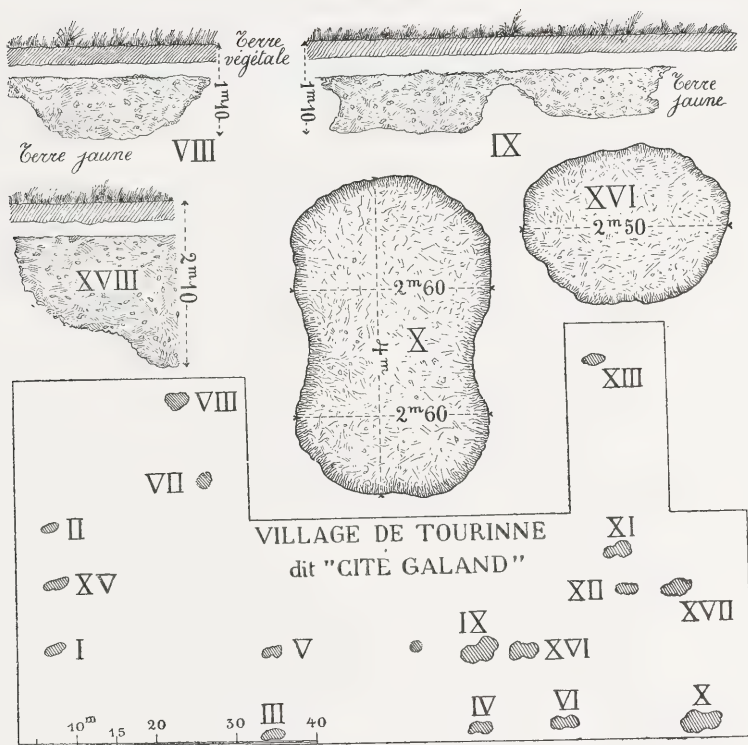 Terre
végétale
1m10
Terre jaune
VIII
1m10
Terre
jaune
IX
XVIII
2m10
2m60
X
4m
2m60
XVI
2m50
VIII
VII
II
XV
I
V
III
10m
15
20
30
40
VILLAGE DE TOURINNE
dit "CITÉ GALAND"
XIII
XI
XII
XVII
IX
XVI
IV
VI
X